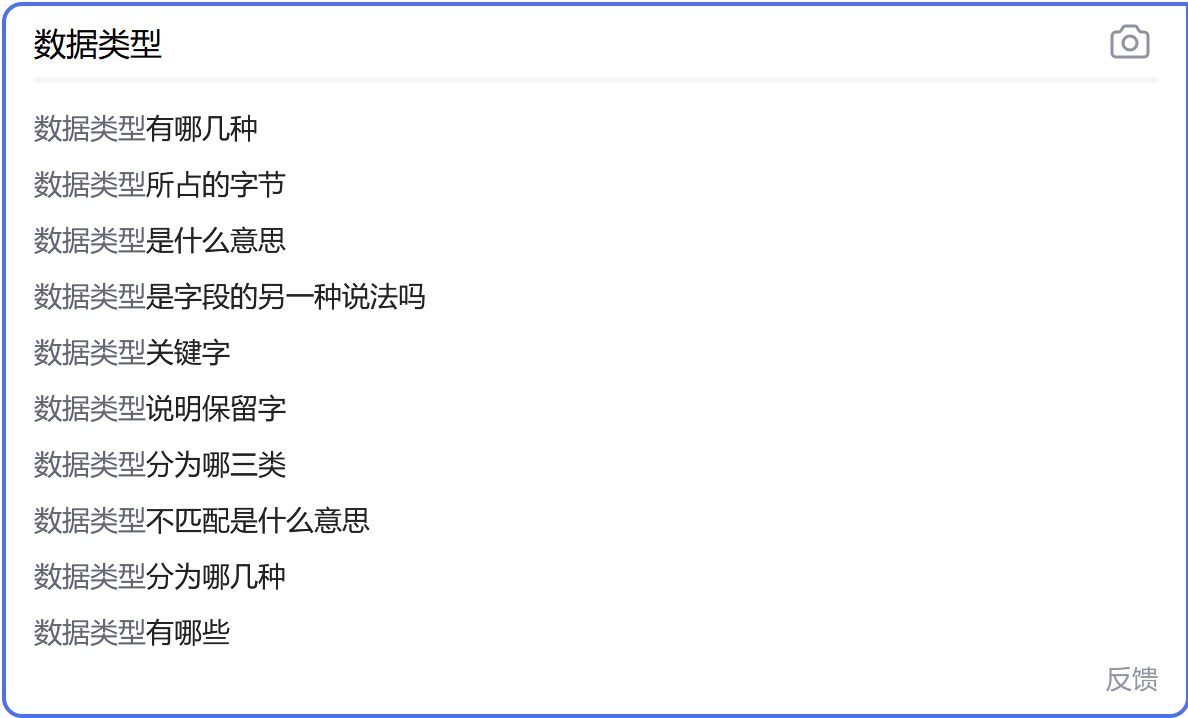 数据类型
数据类型有哪几种
数据类型所占的字节
数据类型是什么意思
数据类型是字段的另一种说法吗
数据类型关键字
数据类型说明保留字
数据类型分为哪三类
数据类型不匹配是什么意思
数据类型分为哪几种
数据类型有哪些
反馈